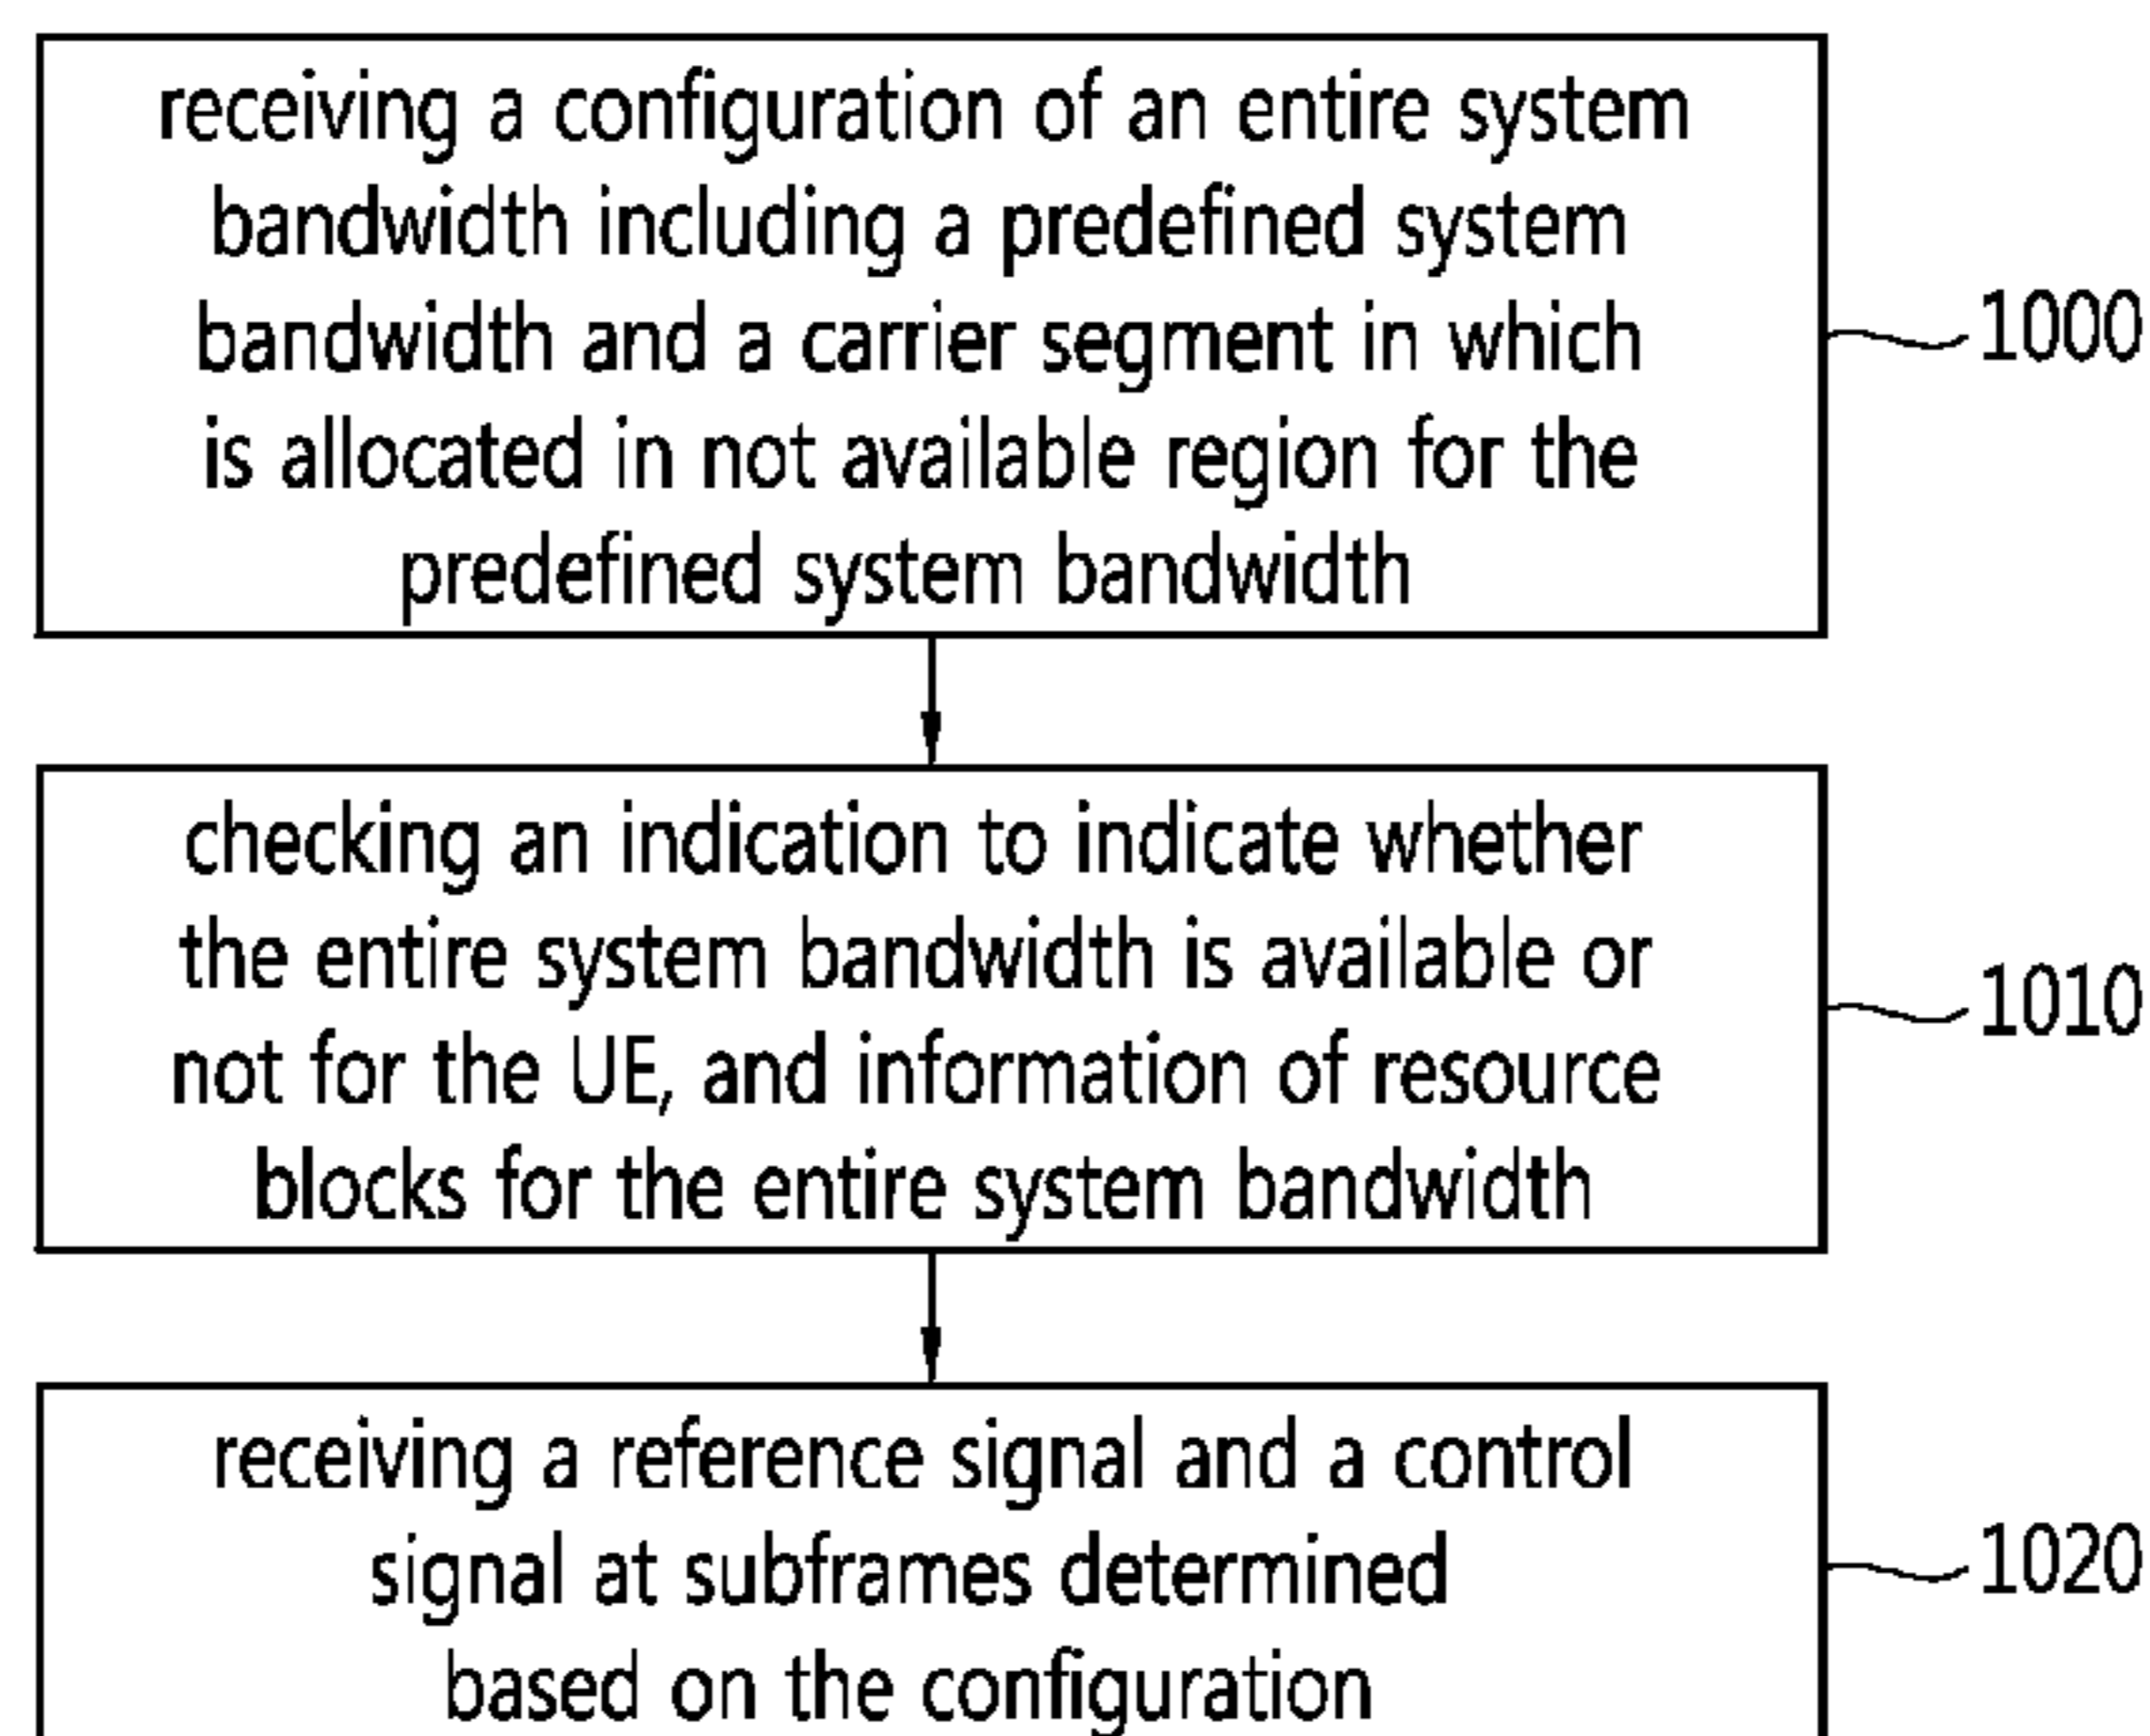 receiving a configuration of an entire system
bandwidth including a predefined system
bandwidth and a carrier segment in which
is allocated in not available region for the
predefined system bandwidth
1000
checking an indication to indicate whether
the entire system bandwidth is available or
not for the UE, and information of resource
blocks for the entire system bandwidth
1010
receiving a reference signal and a control
signal at subframes determined
based on the configuration
1020